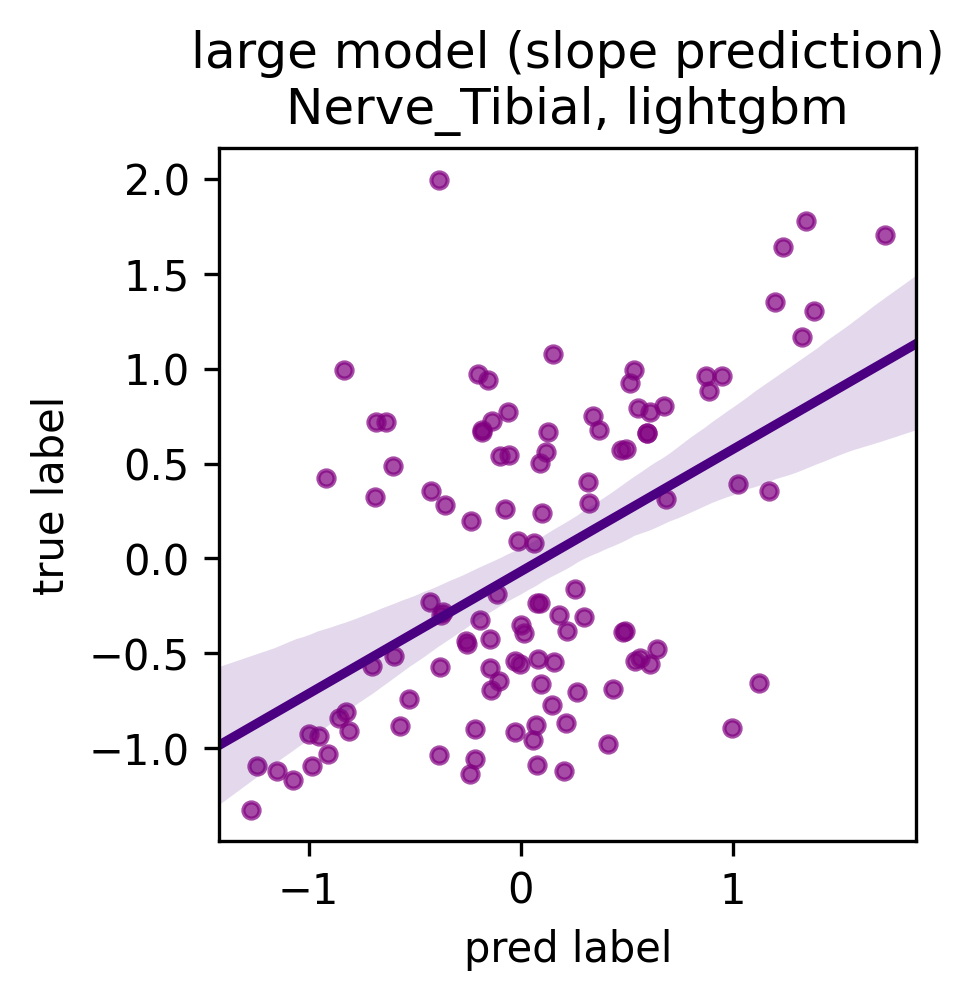 large model (slope prediction)
Nerve_Tibial, lightgbm
2.0
1.5
1.0
0.5
0.0
−0.5
−1.0
true label
−1
0
1
pred label